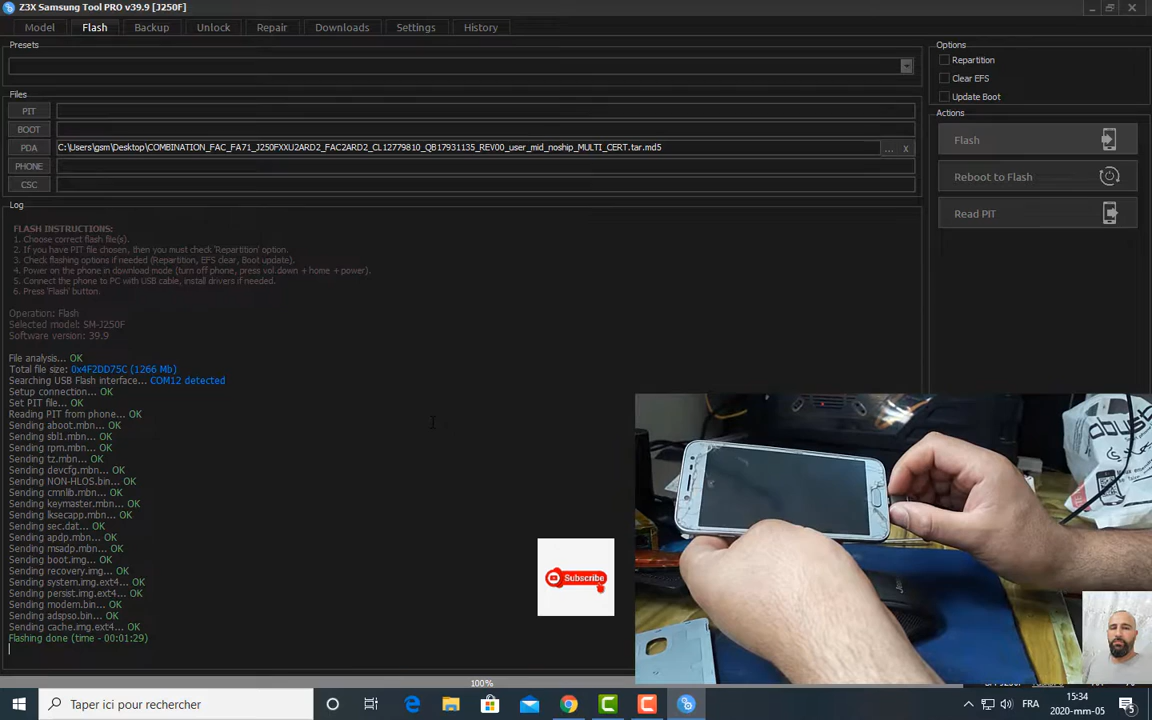 Z3X Samsung Tool PRO v39.9 [J250F]
Model Flash Backup Unlock Repair Downloads Settings History
Presets
Options
Repartition
Clear EFS
Update Boot
Files
PIT
BOOT
PDA C:\Users\gsm\Desktop\COMBINATION_FAC_FA71_J250FXXU2ARD2_FAC2ARD2_CL12779810_QB17931135_REV00_user_mid_noship_MULTI_CERT.tar.md5 ... x
PHONE
CSC
Actions
Flash
Reboot to Flash
Read PIT
Log
FLASH INSTRUCTIONS:
1. Choose correct flash file(s).
2. If you have PIT file chosen, then you must check 'Repartition' option.
3. Check flashing options if needed (Repartition, EFS clear, Boot update).
4. Power on the phone in download mode (turn off phone, press vol.down + home + power).
5. Connect the phone to PC with USB cable, install drivers if needed.
6. Press 'Flash' button.
Operation: Flash
Selected model: SM-J250F
Software version: 39.9
File analysis... OK
Total file size: 0x4F2DD75C (1266 Mb)
Searching USB Flash interface... COM12 detected
Setup connection... OK
Set PIT file... OK
Reading PIT from phone... OK
Sending aboot.mbn... OK
Sending sbl1.mbn... OK
Sending rpm.mbn... OK
Sending tz.mbn... OK
Sending devcfg.mbn... OK
Sending NON-HLOS.bin... OK
Sending cmnlib.mbn... OK
Sending keymaster.mbn... OK
Sending lksecapp.mbn... OK
Sending sec.dat... OK
Sending apdp.mbn... OK
Sending msadp.mbn... OK
Sending boot.img... OK
Sending recovery.img... OK
Sending system.img.ext4... OK
Sending persist.img.ext4... OK
Sending modem.bin... OK
Sending adspso.bin... OK
Sending cache.img.ext4... OK
Flashing done (time - 00:01:29)
Subscribe
100%
Taper ici pour rechercher
FRA
15:34
2020-mm-05
5